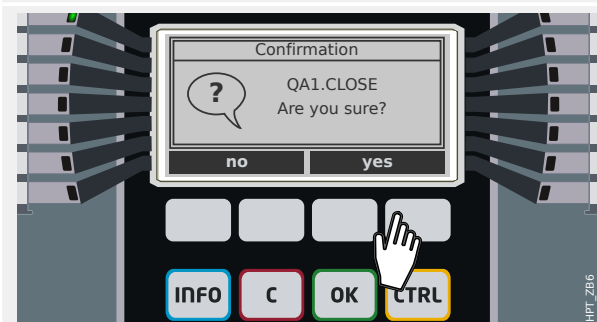 Confirmation
?
QA1.CLOSE
Are you sure?
no yes
INFO C OK CTRL
HPT_ZB6